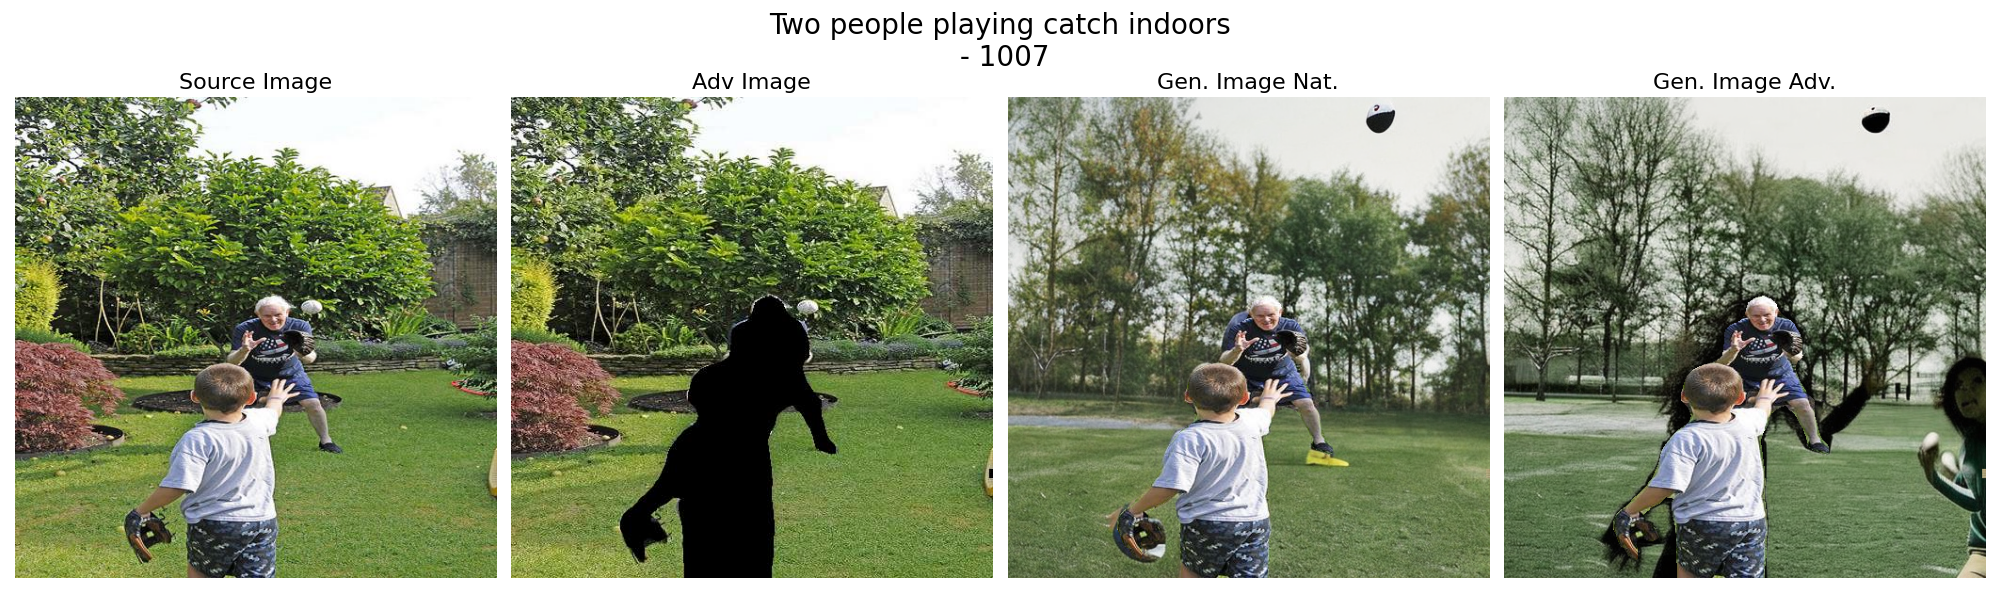 Two people playing catch indoors
- 1007
Source Image
Adv Image
Gen. Image Nat.
Gen. Image Adv.